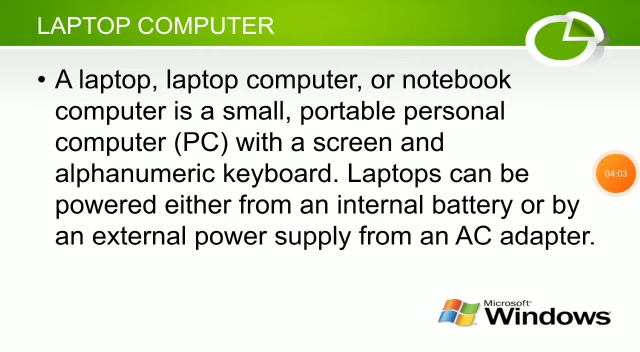 LAPTOP COMPUTER
• A laptop, laptop computer, or notebook
computer is a small, portable personal
computer (PC) with a screen and
alphanumeric keyboard. Laptops can be
powered either from an internal battery or by
an external power supply from an AC adapter.
04:03
Microsoft®
Windows